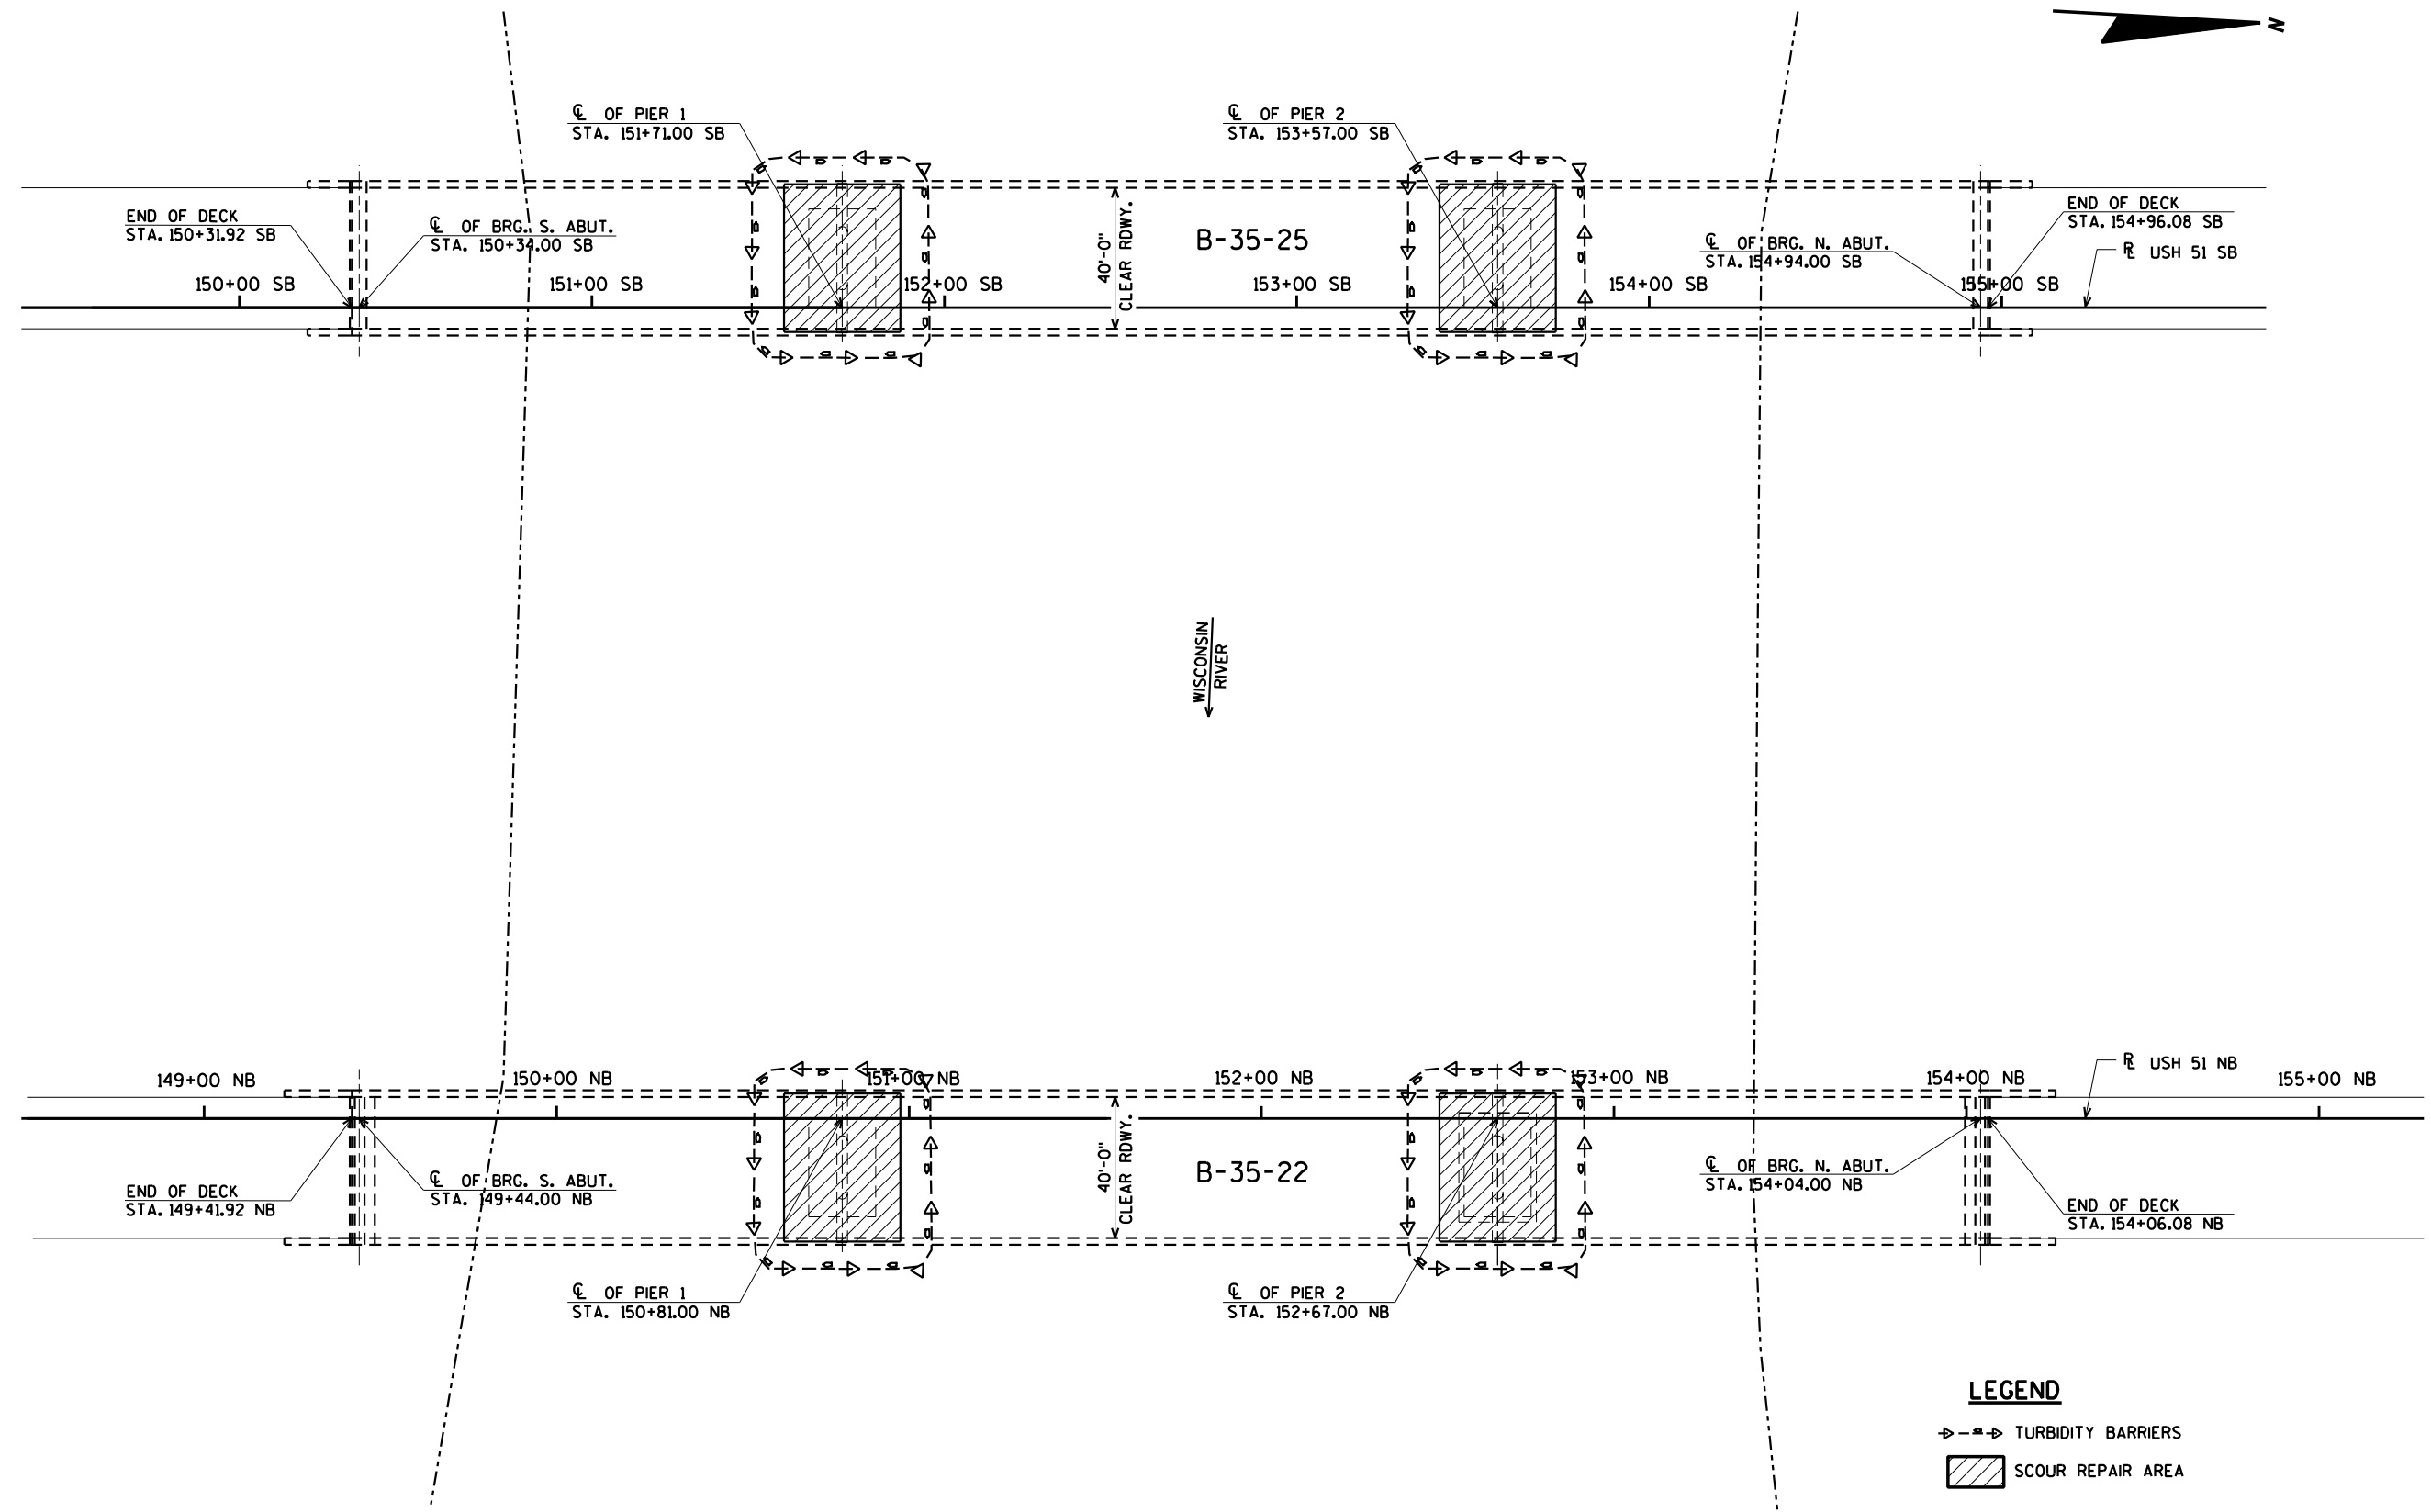 N
℄ OF PIER 1
STA. 151+71.00 SB
℄ OF PIER 2
STA. 153+57.00 SB
END OF DECK
STA. 150+31.92 SB
℄ OF BRG. S. ABUT.
STA. 150+34.00 SB
40'-0"
CLEAR RDWY.
B-35-25
℄ OF BRG. N. ABUT.
STA. 154+94.00 SB
END OF DECK
STA. 154+96.08 SB
RL USH 51 SB
150+00 SB
151+00 SB
152+00 SB
153+00 SB
154+00 SB
155+00 SB
WISCONSIN
RIVER
149+00 NB
150+00 NB
151+00 NB
152+00 NB
153+00 NB
154+00 NB
155+00 NB
RL USH 51 NB
END OF DECK
STA. 149+41.92 NB
℄ OF BRG. S. ABUT.
STA. 149+44.00 NB
40'-0"
CLEAR RDWY.
B-35-22
℄ OF BRG. N. ABUT.
STA. 154+04.00 NB
END OF DECK
STA. 154+06.08 NB
℄ OF PIER 1
STA. 150+81.00 NB
℄ OF PIER 2
STA. 152+67.00 NB
LEGEND
TURBIDITY BARRIERS
SCOUR REPAIR AREA